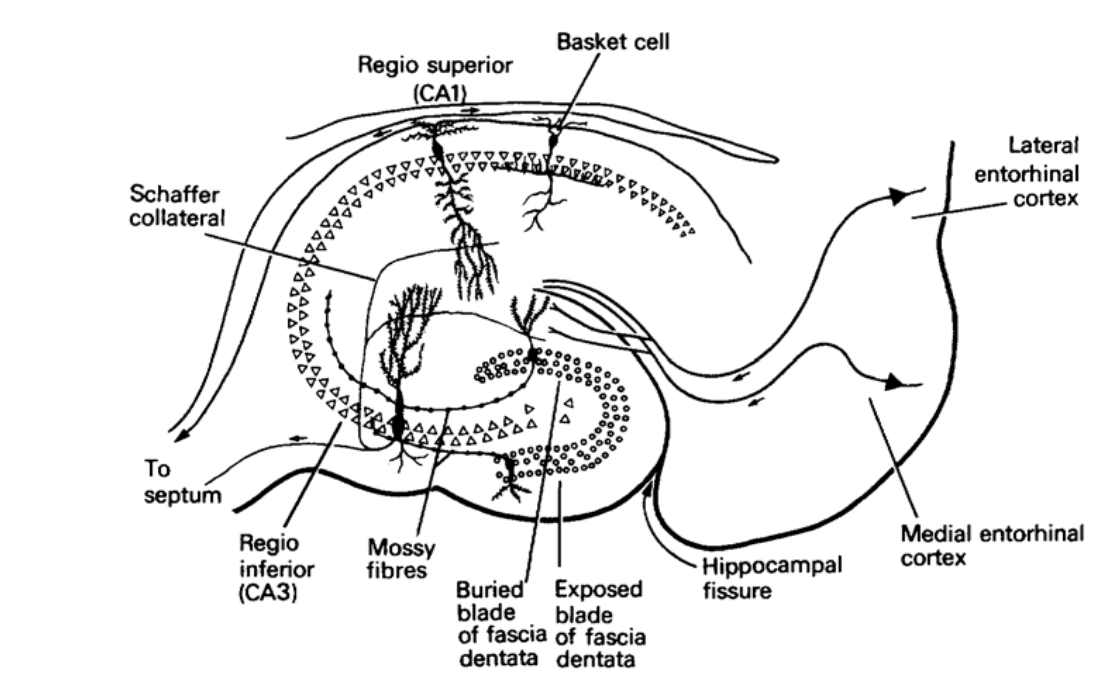 Basket cell
Regio superior
(CA1)
Lateral
entorhinal
cortex
Schaffer
collateral
To
septum
Regio
inferior
(CA3)
Mossy
fibres
Buried
blade
of fascia
dentata
Exposed
blade
of fascia
dentata
Hippocampal
fissure
Medial entorhinal
cortex